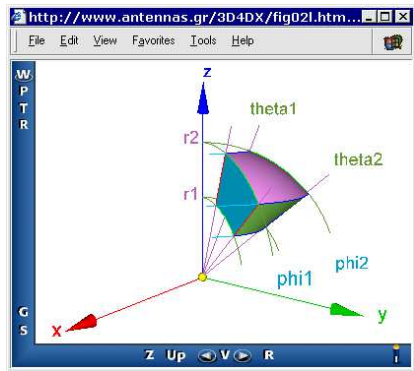 http://www.antennas.gr/3D4DX/fig02l.htm...
File Edit View Favorites Tools Help
W
P
T
R
z
theta1
r2
theta2
r1
phi2
phi1
G
S
x
y
Z Up V R
i